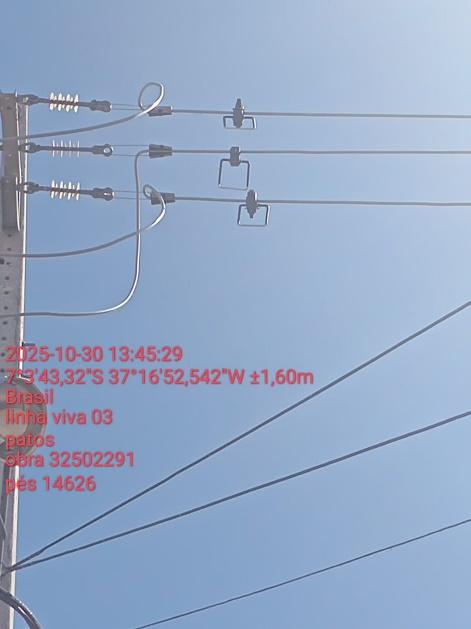 2025-10-30 13:45:29
7°3'43,32"S 37°16'52,542"W ±1,60m
Brasil
linha viva 03
patos
obra 32502291
pés 14626